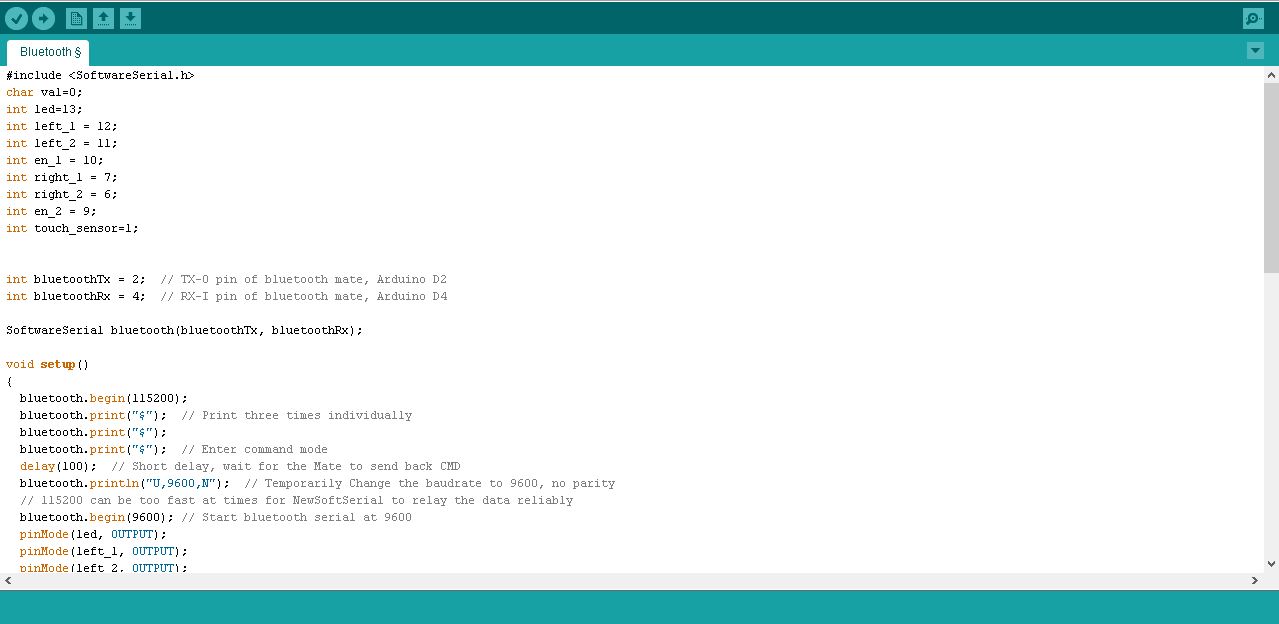 Bluetooth §
#include <SoftwareSerial.h>
char val=0;
int led=13;
int left_1 = 12;
int left_2 = 11;
int en_1 = 10;
int right_1 = 7;
int right_2 = 6;
int en_2 = 9;
int touch_sensor=1;
int bluetoothTx = 2;  // TX-O pin of bluetooth mate, Arduino D2
int bluetoothRx = 4;  // RX-I pin of bluetooth mate, Arduino D4
SoftwareSerial bluetooth(bluetoothTx, bluetoothRx);
void setup()
{
  bluetooth.begin(115200);
  bluetooth.print("$");  // Print three times individually
  bluetooth.print("$");
  bluetooth.print("$");  // Enter command mode
  delay(100);  // Short delay, wait for the Mate to send back CMD
  bluetooth.println("U,9600,N");  // Temporarily Change the baudrate to 9600, no parity
  // 115200 can be too fast at times for NewSoftSerial to relay the data reliably
  bluetooth.begin(9600); // Start bluetooth serial at 9600
  pinMode(led, OUTPUT);
  pinMode(left_1, OUTPUT);
  pinMode(left_2, OUTPUT);